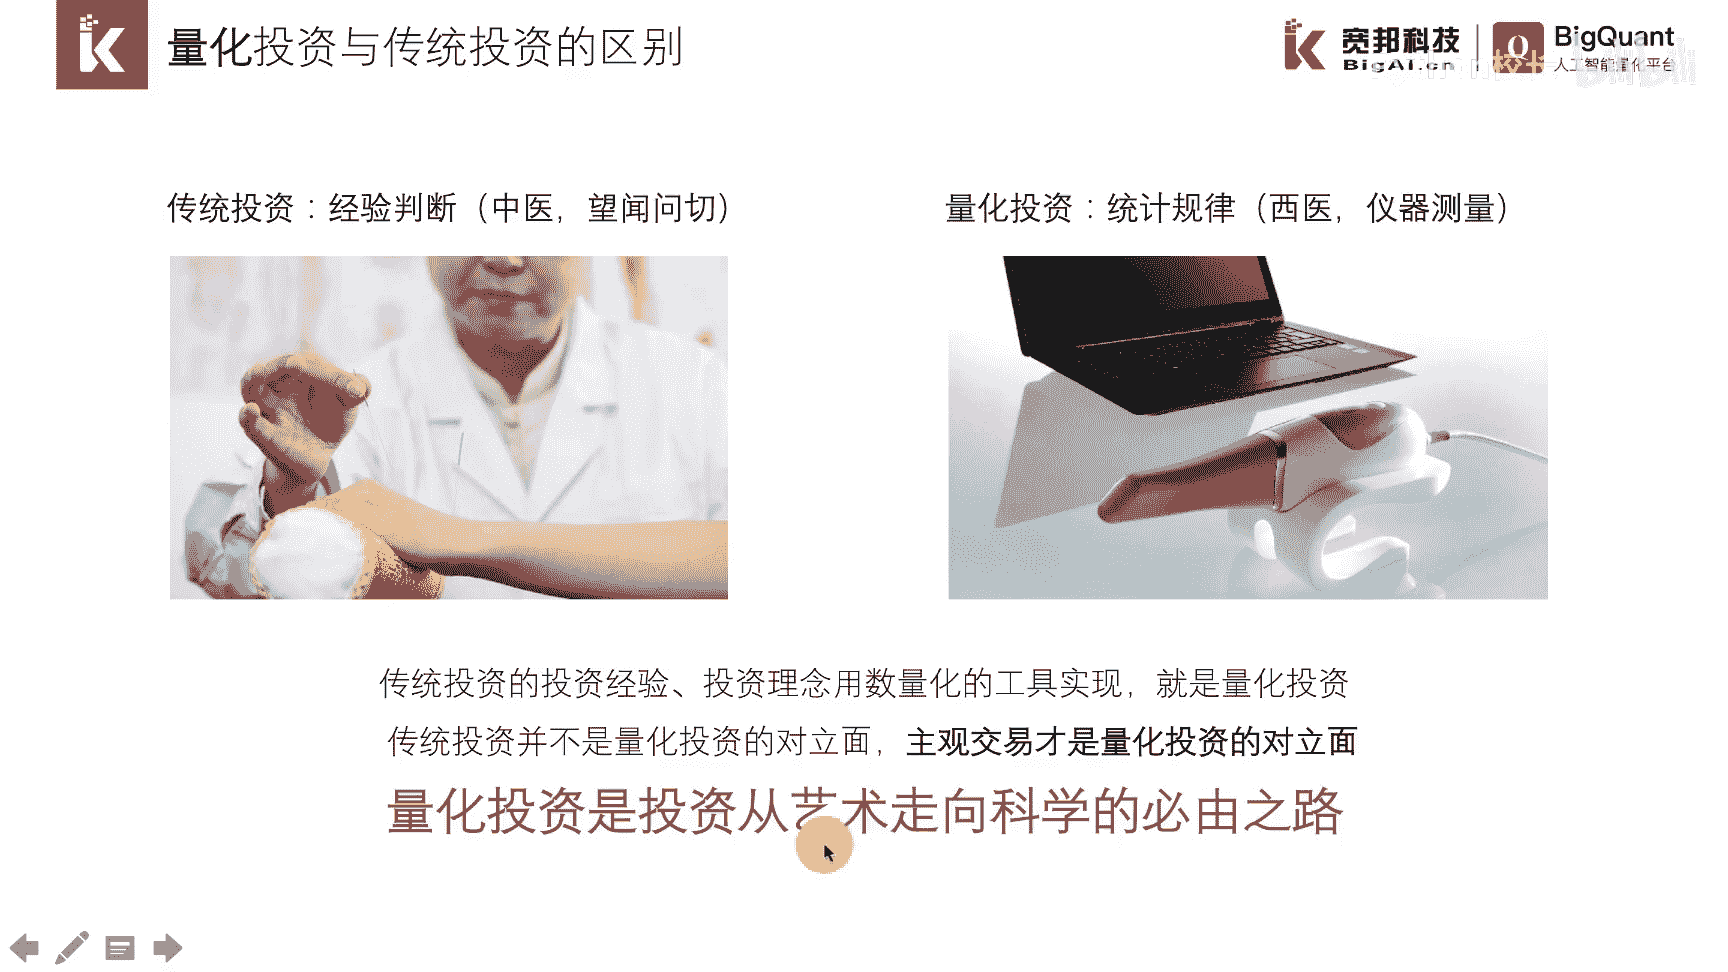 量化投资与传统投资的区别
宽邦科技
BigAI.cn
BigQuant
人工智能量化平台
传统投资：经验判断（中医，望闻问切）
量化投资：统计规律（西医，仪器测量）
传统投资的投资经验、投资理念用数量化的工具实现，就是量化投资
传统投资并不是量化投资的对立面，主观交易才是量化投资的对立面
量化投资是投资从艺术走向科学的必由之路